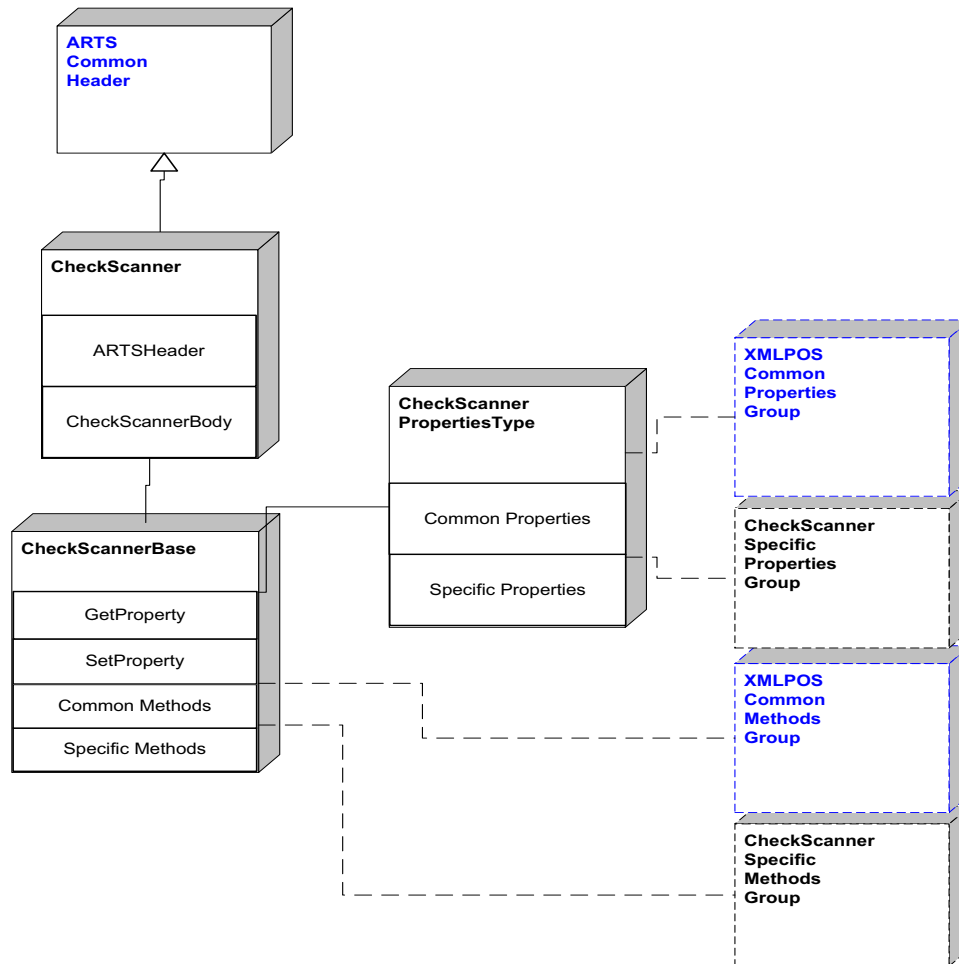 ARTS
Common
Header
CheckScanner
ARTSHeader
CheckScannerBody
CheckScannerBase
GetProperty
SetProperty
Common Methods
Specific Methods
CheckScanner
PropertiesType
Common Properties
Specific Properties
XMLPOS
Common
Properties
Group
CheckScanner
Specific
Properties
Group
XMLPOS
Common
Methods
Group
CheckScanner
Specific
Methods
Group